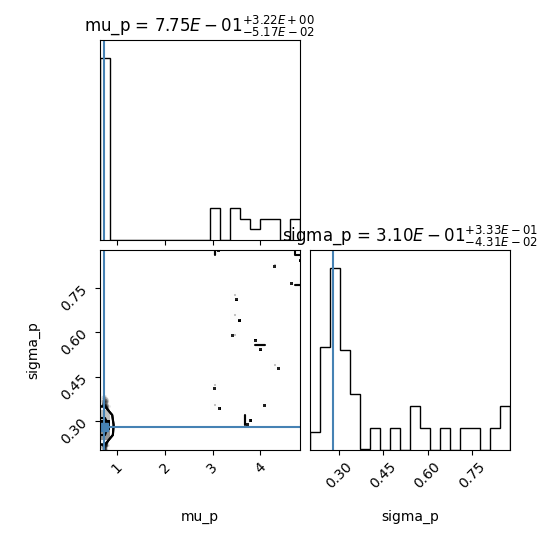 mu_p = 7.75E − 01+3.22E+00
−5.17E−02
sigma_p = 3.10E − 01+3.33E−01
−4.31E−02
0.75
0.60
0.45
0.30
sigma_p
1
2
3
4
mu_p
0.30
0.45
0.60
0.75
sigma_p